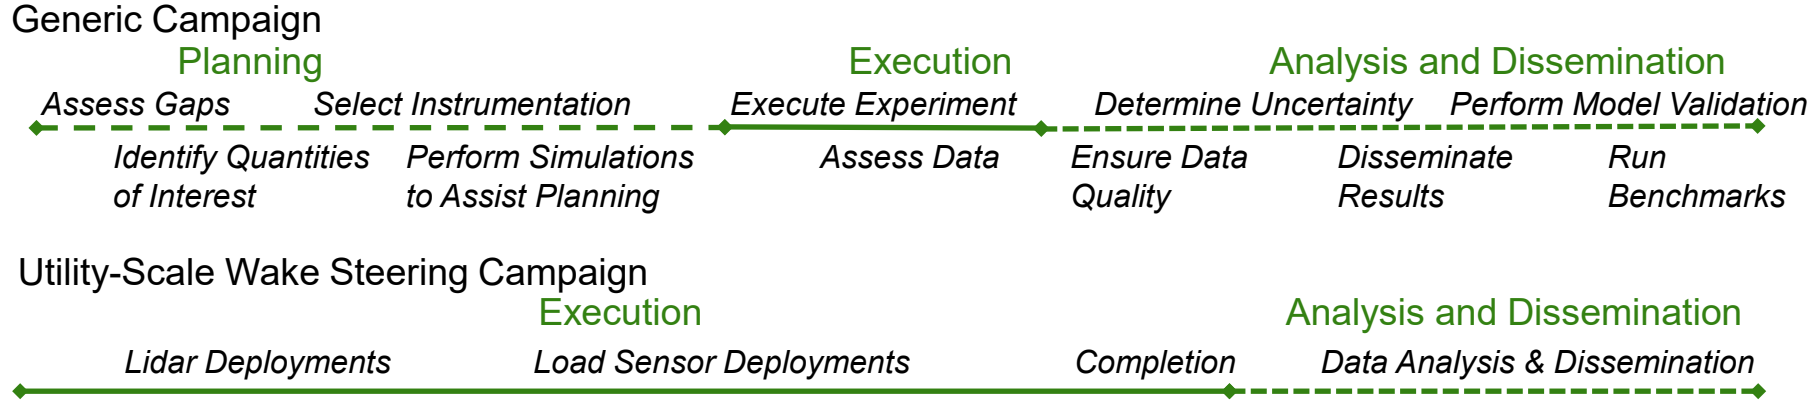 Generic Campaign
Planning Execution Analysis and Dissemination
Assess Gaps Select Instrumentation Execute Experiment Determine Uncertainty Perform Model Validation
Identify Quantities Perform Simulations Assess Data Ensure Data Disseminate Run
of Interest to Assist Planning Quality Results Benchmarks
Utility-Scale Wake Steering Campaign
Execution Analysis and Dissemination
Lidar Deployments Load Sensor Deployments Completion Data Analysis & Dissemination